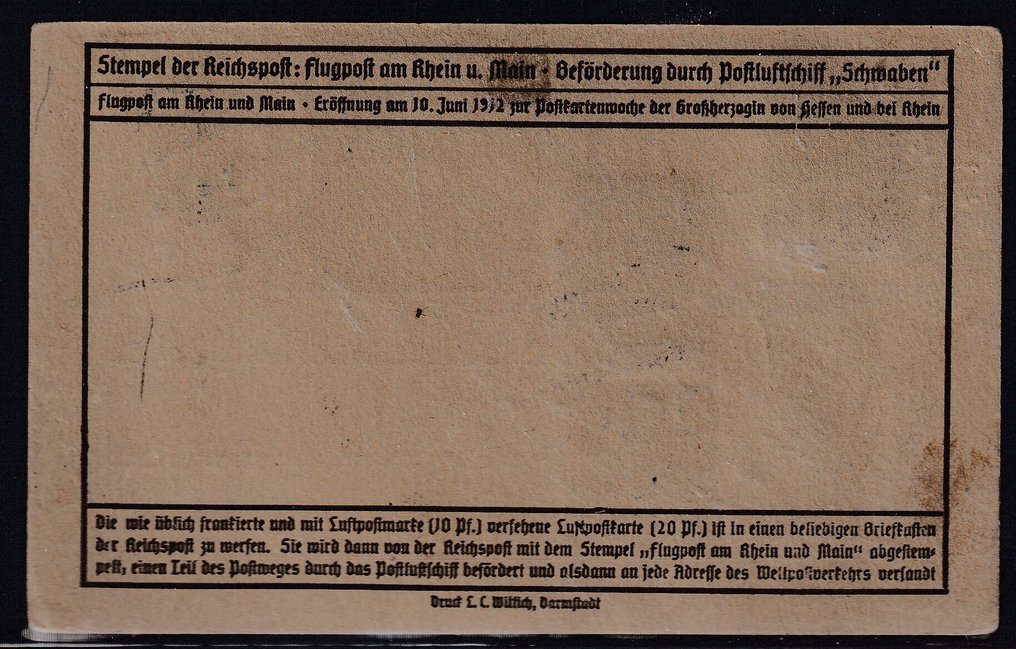 Stempel der Reichspost: Flugpost am Rhein u. Main · Beförderung durch Postluftschiff „Schwaben“
Flugpost am Rhein und Main · Eröffnung am 10. Juni 1912 zur Postkartenwoche der Großherzogin von Hessen und bei Rhein
Die wie üblich frankierte und mit Luftpostmarke (10 Pf.) versehene Luftpostkarte (20 Pf.) ist in einen beliebigen Briefkasten
der Reichspost zu werfen. Sie wird dann von der Reichspost mit dem Stempel „Flugpost am Rhein und Main“ abgestem-
pelt, einen Teil des Postweges durch das Postluftschiff befördert und alsdann an jede Adresse des Weltpostverkehrs versandt
Druck L. C. Wittich, Darmstadt